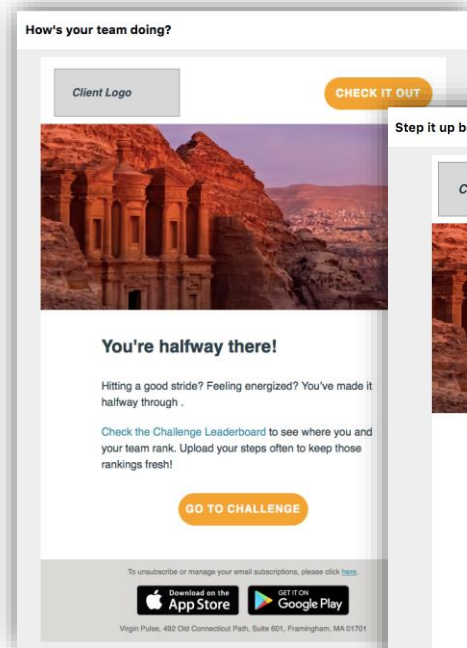 How's your team doing?
Client Logo
CHECK IT OUT
Step it up b
C
You're halfway there!
Hitting a good stride? Feeling energized? You've made it
halfway through .
Check the Challenge Leaderboard to see where you and
your team rank. Upload your steps often to keep those
rankings fresh!
GO TO CHALLENGE
To unsubscribe or manage your email subscriptions, please click here.
Download on the
App Store
GET IT ON
Google Play
Virgin Pulse, 492 Old Connecticut Path, Suite 601, Framingham, MA 01701